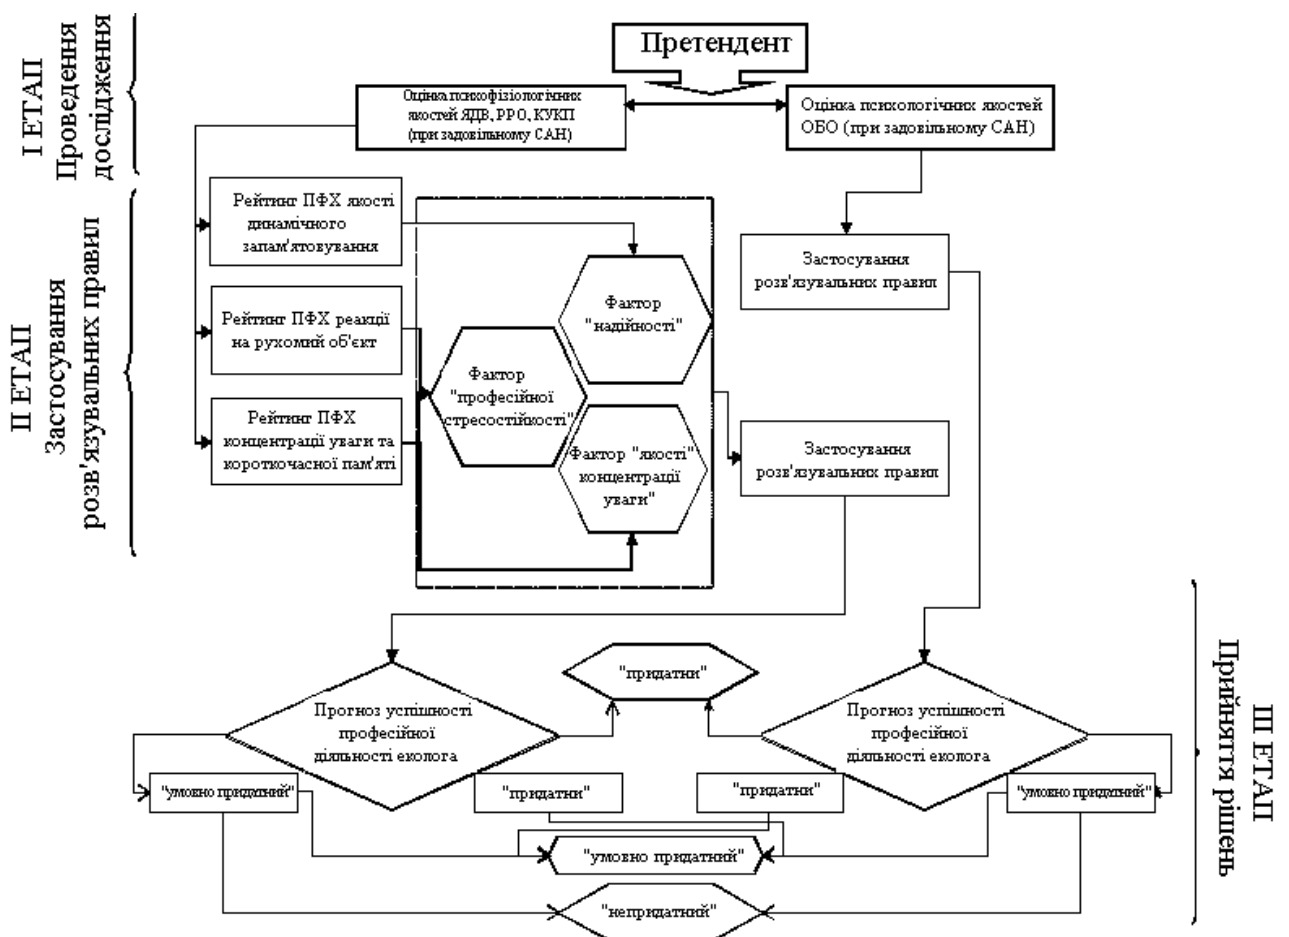 Претендент
I ЕТАП
Проведення
дослідження
Оцінка психофізіологічних
якостей ЯДВ, РРО, КУКП
(при задовільному САН)
Оцінка психологічних якостей
ОБО (при задовільному САН)
II ЕТАП
Застосування
розв'язувальних правил
Рейтинг ПФХ якості
динамічного
запам'ятовування
Рейтинг ПФХ реакції
на рухомий об'єкт
Рейтинг ПФХ
концентрації уваги та
короткочасної пам'яті
Фактор
"надійності"
Фактор
"професійної
стресостійкості"
Фактор "якості"
концентрації
уваги"
Застосування
розв'язувальних правил
Застосування
розв'язувальних правил
III ЕТАП
Прийняття рішень
"придатни"
Прогноз успішності
професійної
діяльності еколога
Прогноз успішності
професійної
діяльності еколога
"умовно придатний"
"придатни"
"придатни"
"умовно придатний"
"умовно придатний"
"непридатний"